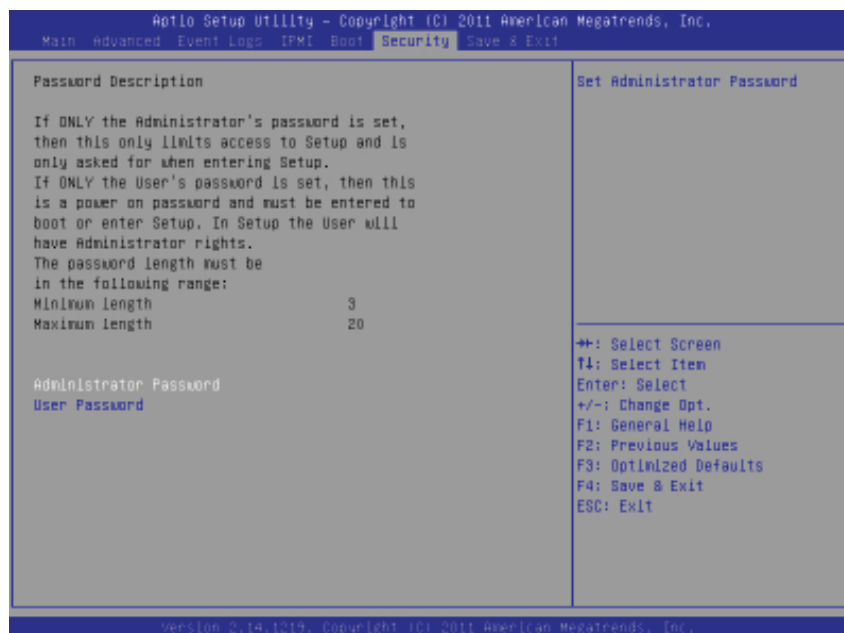 Aptio Setup Utility – Copyright (C) 2011 American Megatrends, Inc.
Main Advanced Event Logs IPMI Boot Security Save & Exit
Password Description
If ONLY the Administrator's password is set,
then this only limits access to Setup and is
only asked for when entering Setup.
If ONLY the User's password is set, then this
is a power on password and must be entered to
boot or enter Setup. In Setup the User will
have Administrator rights.
The password length must be
in the following range:
Minimum length 3
Maximum length 20
Administrator Password
User Password
Set Administrator Password
→←: Select Screen
↑↓: Select Item
Enter: Select
+/-: Change Opt.
F1: General Help
F2: Previous Values
F3: Optimized Defaults
F4: Save & Exit
ESC: Exit
Version 2.14.1219. Copyright (C) 2011 American Megatrends, Inc.